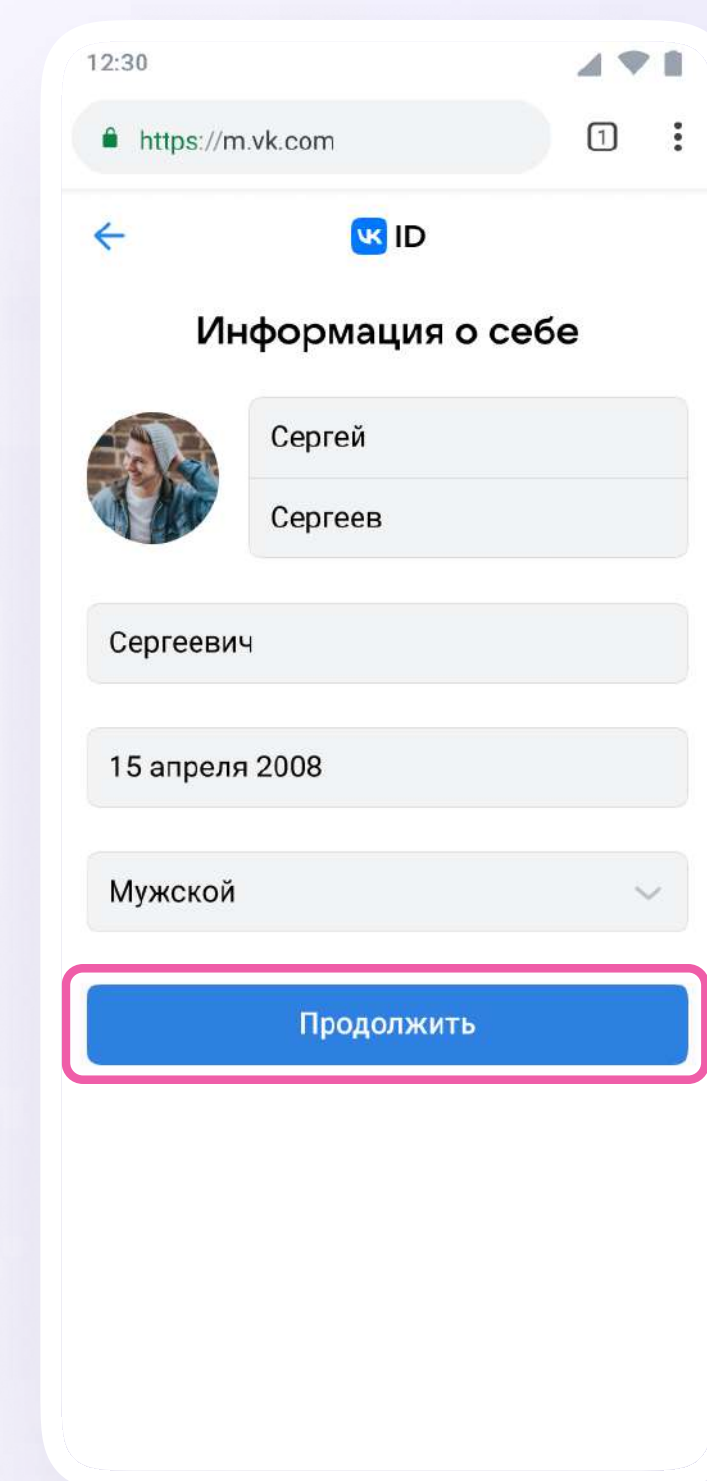 12:30
https://m.vk.com
1
VK ID
Информация о себе
Сергей
Сергеев
Сергеевич
15 апреля 2008
Мужской
Продолжить